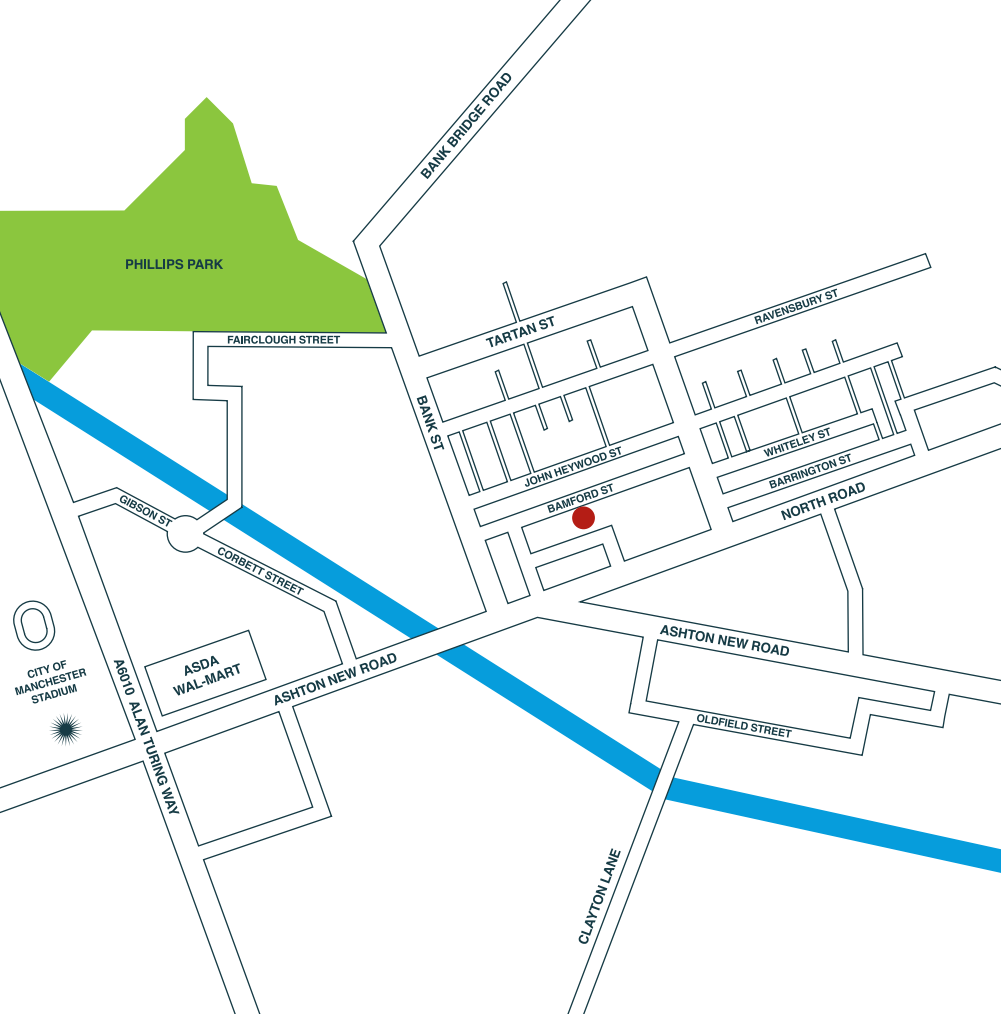 BANK BRIDGE ROAD
PHILLIPS PARK
RAVENSBURY ST
TARTAN ST
FAIRCLOUGH STREET
BANK ST
WHITELEY ST
JOHN HEYWOOD ST
BARRINGTON ST
BAMFORD ST
NORTH ROAD
GIBSON ST
CORBETT STREET
ASHTON NEW ROAD
CITY OF
MANCHESTER
STADIUM
ASDA
WAL-MART
ASHTON NEW ROAD
A6010 ALAN TURING WAY
OLDFIELD STREET
CLAYTON LANE